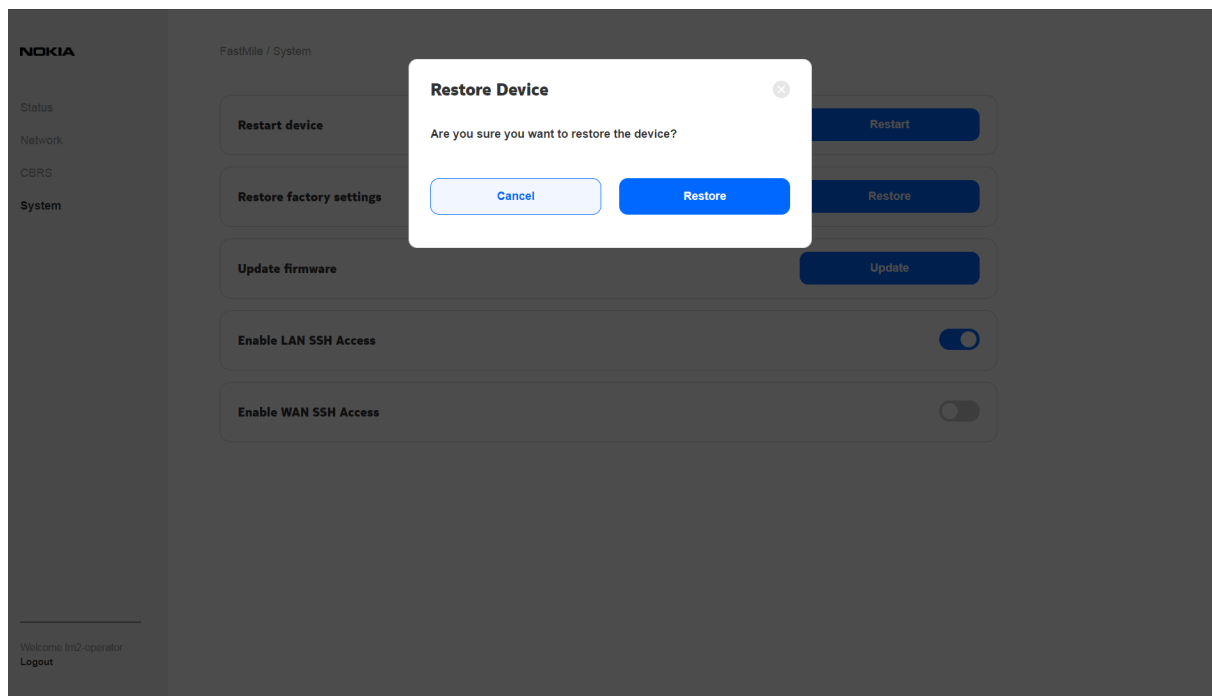 NOKIA
FastMile / System
Status
Network
CBRS
System
Restore Device
Are you sure you want to restore the device?
Cancel
Restore
Restart device
Restart
Restore factory settings
Restore
Update firmware
Update
Enable LAN SSH Access
Enable WAN SSH Access
Welcome fm2-operator
Logout